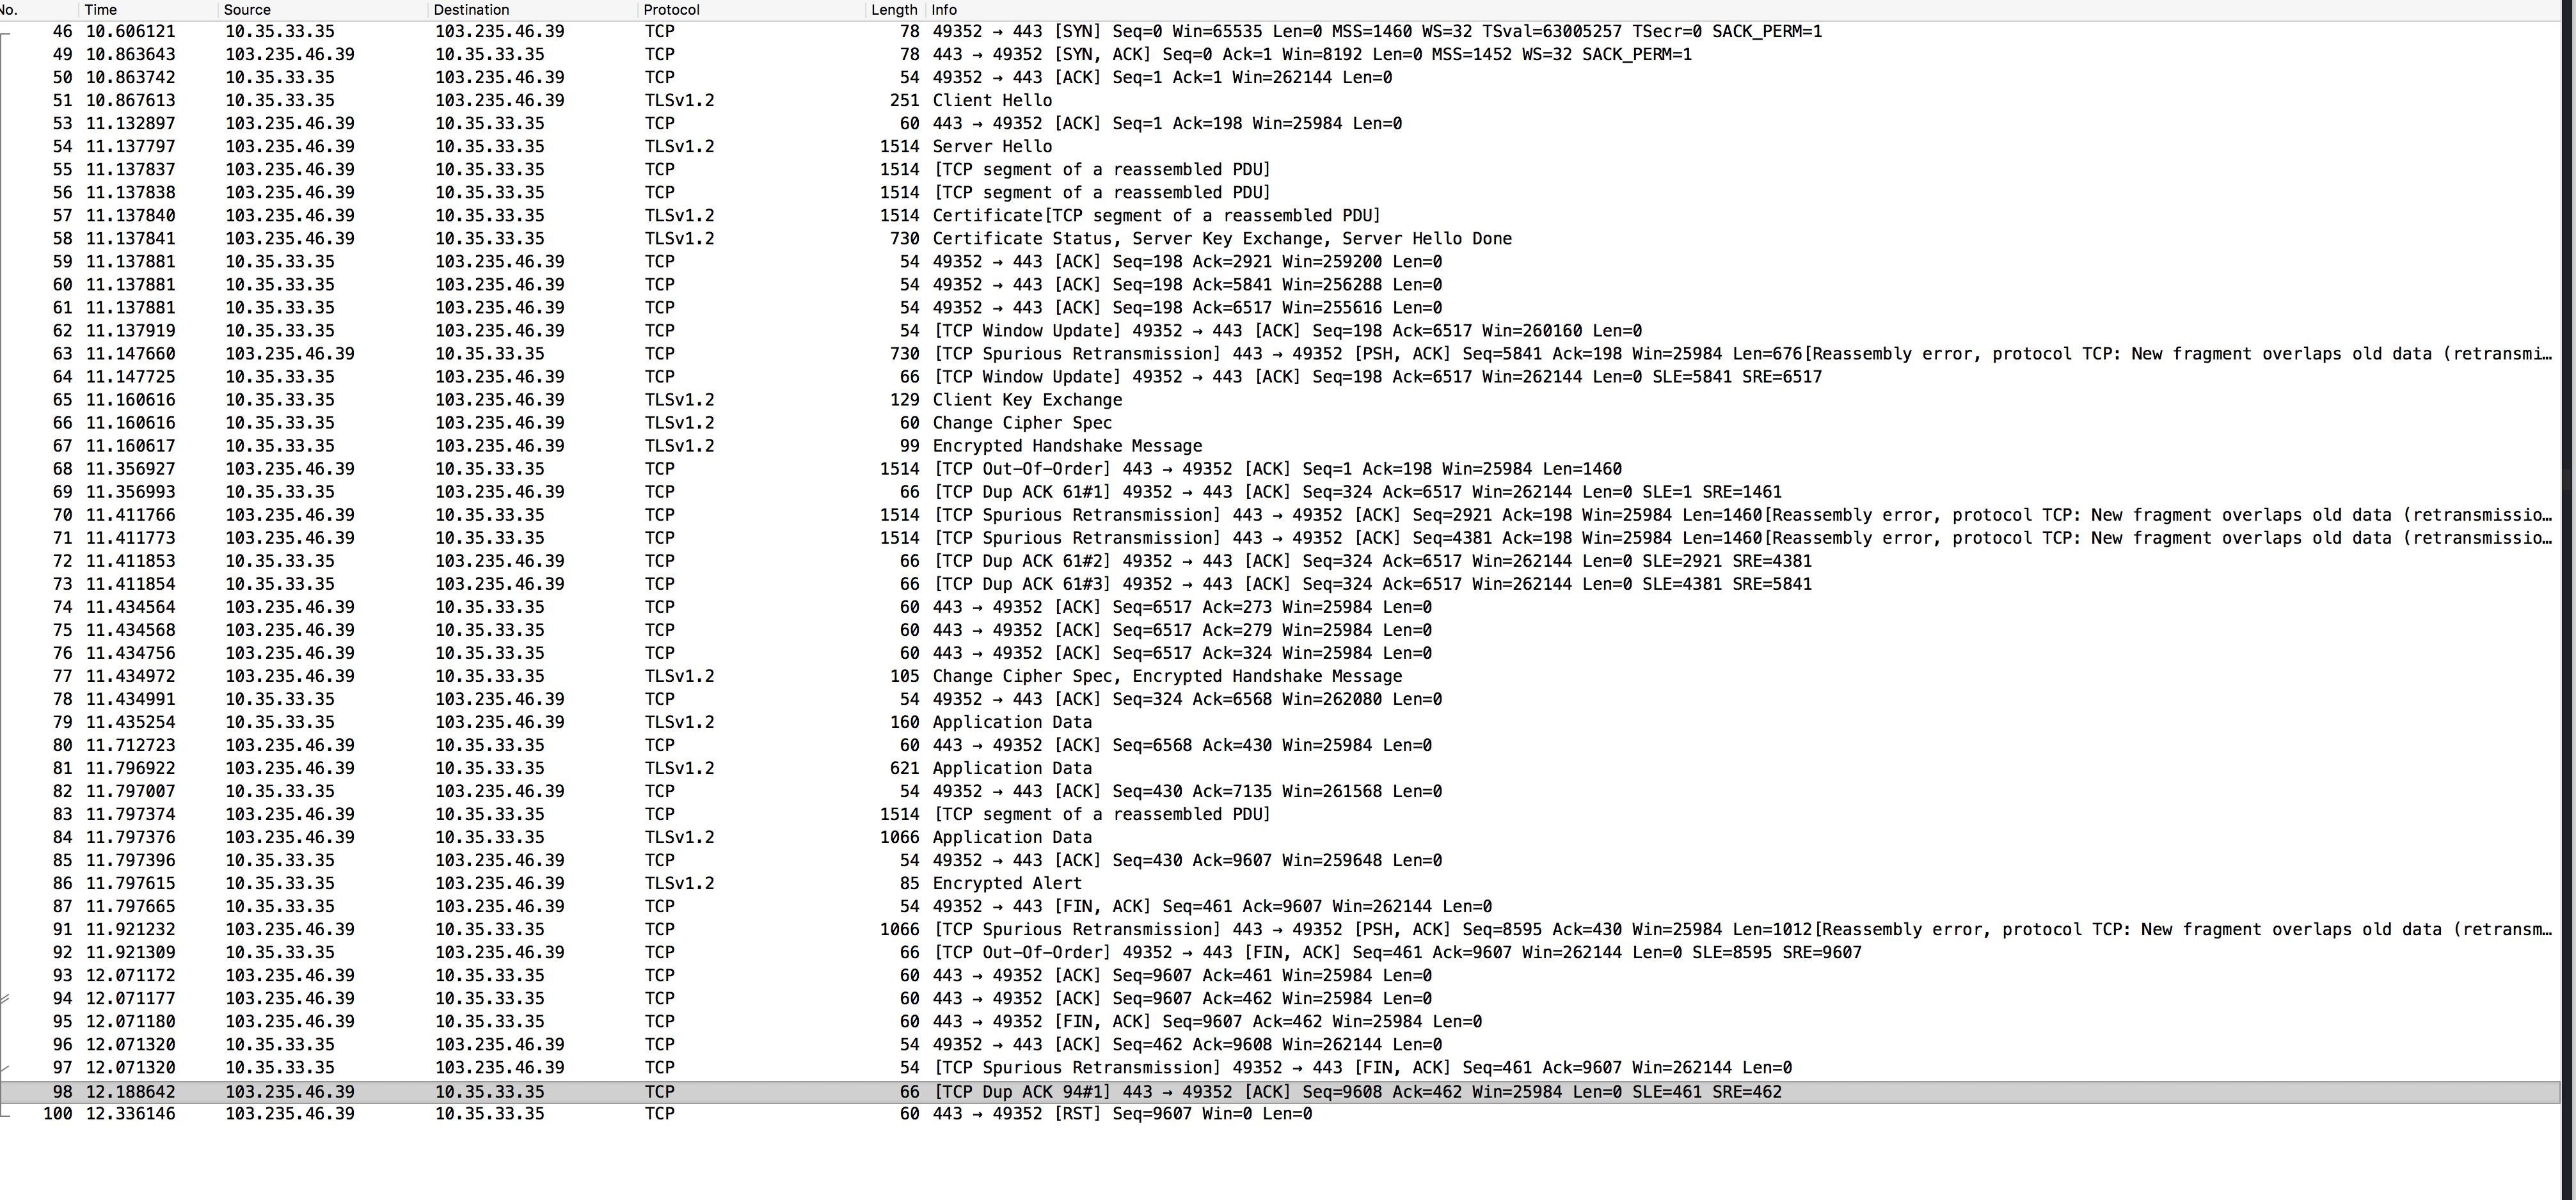 No. Time Source Destination Protocol Length Info
46 10.606121 10.35.33.35 103.235.46.39 TCP 78 49352 → 443 [SYN] Seq=0 Win=65535 Len=0 MSS=1460 WS=32 TSval=63005257 TSecr=0 SACK_PERM=1
49 10.863643 103.235.46.39 10.35.33.35 TCP 78 443 → 49352 [SYN, ACK] Seq=0 Ack=1 Win=8192 Len=0 MSS=1452 WS=32 SACK_PERM=1
50 10.863742 10.35.33.35 103.235.46.39 TCP 54 49352 → 443 [ACK] Seq=1 Ack=1 Win=262144 Len=0
51 10.867613 10.35.33.35 103.235.46.39 TLSv1.2 251 Client Hello
53 11.132897 103.235.46.39 10.35.33.35 TCP 60 443 → 49352 [ACK] Seq=1 Ack=198 Win=25984 Len=0
54 11.137797 103.235.46.39 10.35.33.35 TLSv1.2 1514 Server Hello
55 11.137837 103.235.46.39 10.35.33.35 TCP 1514 [TCP segment of a reassembled PDU]
56 11.137838 103.235.46.39 10.35.33.35 TCP 1514 [TCP segment of a reassembled PDU]
57 11.137840 103.235.46.39 10.35.33.35 TLSv1.2 1514 Certificate[TCP segment of a reassembled PDU]
58 11.137841 103.235.46.39 10.35.33.35 TLSv1.2 730 Certificate Status, Server Key Exchange, Server Hello Done
59 11.137881 10.35.33.35 103.235.46.39 TCP 54 49352 → 443 [ACK] Seq=198 Ack=2921 Win=259200 Len=0
60 11.137881 10.35.33.35 103.235.46.39 TCP 54 49352 → 443 [ACK] Seq=198 Ack=5841 Win=256288 Len=0
61 11.137881 10.35.33.35 103.235.46.39 TCP 54 49352 → 443 [ACK] Seq=198 Ack=6517 Win=255616 Len=0
62 11.137919 10.35.33.35 103.235.46.39 TCP 54 [TCP Window Update] 49352 → 443 [ACK] Seq=198 Ack=6517 Win=260160 Len=0
63 11.147660 103.235.46.39 10.35.33.35 TCP 730 [TCP Spurious Retransmission] 443 → 49352 [PSH, ACK] Seq=5841 Ack=198 Win=25984 Len=676[Reassembly error, protocol TCP: New fragment overlaps old data (retransmi…
64 11.147725 10.35.33.35 103.235.46.39 TCP 66 [TCP Window Update] 49352 → 443 [ACK] Seq=198 Ack=6517 Win=262144 Len=0 SLE=5841 SRE=6517
65 11.160616 10.35.33.35 103.235.46.39 TLSv1.2 129 Client Key Exchange
66 11.160616 10.35.33.35 103.235.46.39 TLSv1.2 60 Change Cipher Spec
67 11.160617 10.35.33.35 103.235.46.39 TLSv1.2 99 Encrypted Handshake Message
68 11.356927 103.235.46.39 10.35.33.35 TCP 1514 [TCP Out-Of-Order] 443 → 49352 [ACK] Seq=1 Ack=198 Win=25984 Len=1460
69 11.356993 10.35.33.35 103.235.46.39 TCP 66 [TCP Dup ACK 61#1] 49352 → 443 [ACK] Seq=324 Ack=6517 Win=262144 Len=0 SLE=1 SRE=1461
70 11.411766 103.235.46.39 10.35.33.35 TCP 1514 [TCP Spurious Retransmission] 443 → 49352 [ACK] Seq=2921 Ack=198 Win=25984 Len=1460[Reassembly error, protocol TCP: New fragment overlaps old data (retransmissio…
71 11.411773 103.235.46.39 10.35.33.35 TCP 1514 [TCP Spurious Retransmission] 443 → 49352 [ACK] Seq=4381 Ack=198 Win=25984 Len=1460[Reassembly error, protocol TCP: New fragment overlaps old data (retransmissio…
72 11.411853 10.35.33.35 103.235.46.39 TCP 66 [TCP Dup ACK 61#2] 49352 → 443 [ACK] Seq=324 Ack=6517 Win=262144 Len=0 SLE=2921 SRE=4381
73 11.411854 10.35.33.35 103.235.46.39 TCP 66 [TCP Dup ACK 61#3] 49352 → 443 [ACK] Seq=324 Ack=6517 Win=262144 Len=0 SLE=4381 SRE=5841
74 11.434564 103.235.46.39 10.35.33.35 TCP 60 443 → 49352 [ACK] Seq=6517 Ack=273 Win=25984 Len=0
75 11.434568 103.235.46.39 10.35.33.35 TCP 60 443 → 49352 [ACK] Seq=6517 Ack=279 Win=25984 Len=0
76 11.434756 103.235.46.39 10.35.33.35 TCP 60 443 → 49352 [ACK] Seq=6517 Ack=324 Win=25984 Len=0
77 11.434972 103.235.46.39 10.35.33.35 TLSv1.2 105 Change Cipher Spec, Encrypted Handshake Message
78 11.434991 10.35.33.35 103.235.46.39 TCP 54 49352 → 443 [ACK] Seq=324 Ack=6568 Win=262080 Len=0
79 11.435254 10.35.33.35 103.235.46.39 TLSv1.2 160 Application Data
80 11.712723 103.235.46.39 10.35.33.35 TCP 60 443 → 49352 [ACK] Seq=6568 Ack=430 Win=25984 Len=0
81 11.796922 103.235.46.39 10.35.33.35 TLSv1.2 621 Application Data
82 11.797007 10.35.33.35 103.235.46.39 TCP 54 49352 → 443 [ACK] Seq=430 Ack=7135 Win=261568 Len=0
83 11.797374 103.235.46.39 10.35.33.35 TCP 1514 [TCP segment of a reassembled PDU]
84 11.797376 103.235.46.39 10.35.33.35 TLSv1.2 1066 Application Data
85 11.797396 10.35.33.35 103.235.46.39 TCP 54 49352 → 443 [ACK] Seq=430 Ack=9607 Win=259648 Len=0
86 11.797615 10.35.33.35 103.235.46.39 TLSv1.2 85 Encrypted Alert
87 11.797665 10.35.33.35 103.235.46.39 TCP 54 49352 → 443 [FIN, ACK] Seq=461 Ack=9607 Win=262144 Len=0
91 11.921232 103.235.46.39 10.35.33.35 TCP 1066 [TCP Spurious Retransmission] 443 → 49352 [PSH, ACK] Seq=8595 Ack=430 Win=25984 Len=1012[Reassembly error, protocol TCP: New fragment overlaps old data (retransm…
92 11.921309 10.35.33.35 103.235.46.39 TCP 66 [TCP Out-Of-Order] 49352 → 443 [FIN, ACK] Seq=461 Ack=9607 Win=262144 Len=0 SLE=8595 SRE=9607
93 12.071172 103.235.46.39 10.35.33.35 TCP 60 443 → 49352 [ACK] Seq=9607 Ack=461 Win=25984 Len=0
94 12.071177 103.235.46.39 10.35.33.35 TCP 60 443 → 49352 [ACK] Seq=9607 Ack=462 Win=25984 Len=0
95 12.071180 103.235.46.39 10.35.33.35 TCP 60 443 → 49352 [FIN, ACK] Seq=9607 Ack=462 Win=25984 Len=0
96 12.071320 10.35.33.35 103.235.46.39 TCP 54 49352 → 443 [ACK] Seq=462 Ack=9608 Win=262144 Len=0
97 12.071320 10.35.33.35 103.235.46.39 TCP 54 [TCP Spurious Retransmission] 49352 → 443 [FIN, ACK] Seq=461 Ack=9607 Win=262144 Len=0
98 12.188642 103.235.46.39 10.35.33.35 TCP 66 [TCP Dup ACK 94#1] 443 → 49352 [ACK] Seq=9608 Ack=462 Win=25984 Len=0 SLE=461 SRE=462
100 12.336146 103.235.46.39 10.35.33.35 TCP 60 443 → 49352 [RST] Seq=9607 Win=0 Len=0